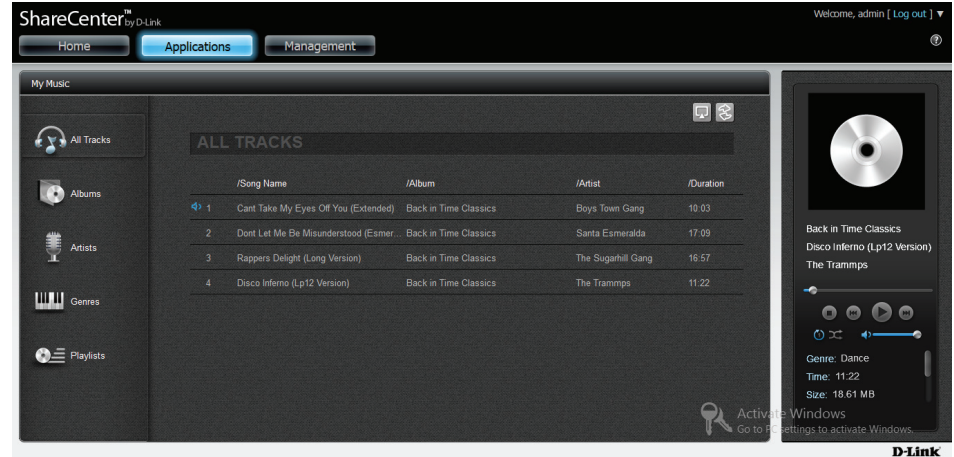 ShareCenter™ by D-Link
Welcome, admin [ Log out ] ▼
Home Applications Management
?
My Music
All Tracks
Albums
Artists
Genres
Playlists
ALL TRACKS
/Song Name /Album /Artist /Duration
1 Cant Take My Eyes Off You (Extended) Back in Time Classics Boys Town Gang 10:03
2 Dont Let Me Be Misunderstood (Esmer... Back in Time Classics Santa Esmeralda 17:09
3 Rappers Delight (Long Version) Back in Time Classics The Sugarhill Gang 16:57
4 Disco Inferno (Lp12 Version) Back in Time Classics The Trammps 11:22
Back in Time Classics
Disco Inferno (Lp12 Version)
The Trammps
Genre: Dance
Time: 11:22
Size: 18.61 MB
Activate Windows
Go to PC settings to activate Windows.
D-Link